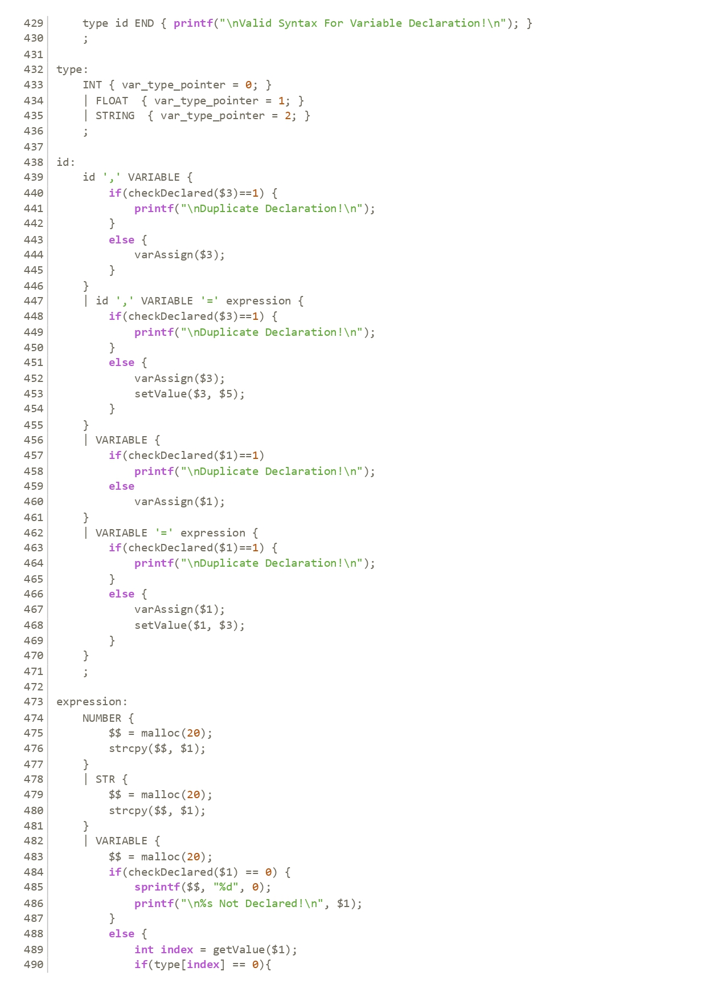 429     type id END { printf("\nValid Syntax For Variable Declaration!\n"); }
430     ;
431
432 type:
433     INT { var_type_pointer = 0; }
434     | FLOAT  { var_type_pointer = 1; }
435     | STRING  { var_type_pointer = 2; }
436     ;
437
438 id:
439     id ',' VARIABLE {
440         if(checkDeclared($3)==1) {
441             printf("\nDuplicate Declaration!\n");
442         }
443         else {
444             varAssign($3);
445         }
446     }
447     | id ',' VARIABLE '=' expression {
448         if(checkDeclared($3)==1) {
449             printf("\nDuplicate Declaration!\n");
450         }
451         else {
452             varAssign($3);
453             setValue($3, $5);
454         }
455     }
456     | VARIABLE {
457         if(checkDeclared($1)==1)
458             printf("\nDuplicate Declaration!\n");
459         else
460             varAssign($1);
461     }
462     | VARIABLE '=' expression {
463         if(checkDeclared($1)==1) {
464             printf("\nDuplicate Declaration!\n");
465         }
466         else {
467             varAssign($1);
468             setValue($1, $3);
469         }
470     }
471     ;
472
473 expression:
474     NUMBER {
475         $$ = malloc(20);
476         strcpy($$, $1);
477     }
478     | STR {
479         $$ = malloc(20);
480         strcpy($$, $1);
481     }
482     | VARIABLE {
483         $$ = malloc(20);
484         if(checkDeclared($1) == 0) {
485             sprintf($$, "%d", 0);
486             printf("\n%s Not Declared!\n", $1);
487         }
488         else {
489             int index = getValue($1);
490             if(type[index] == 0){